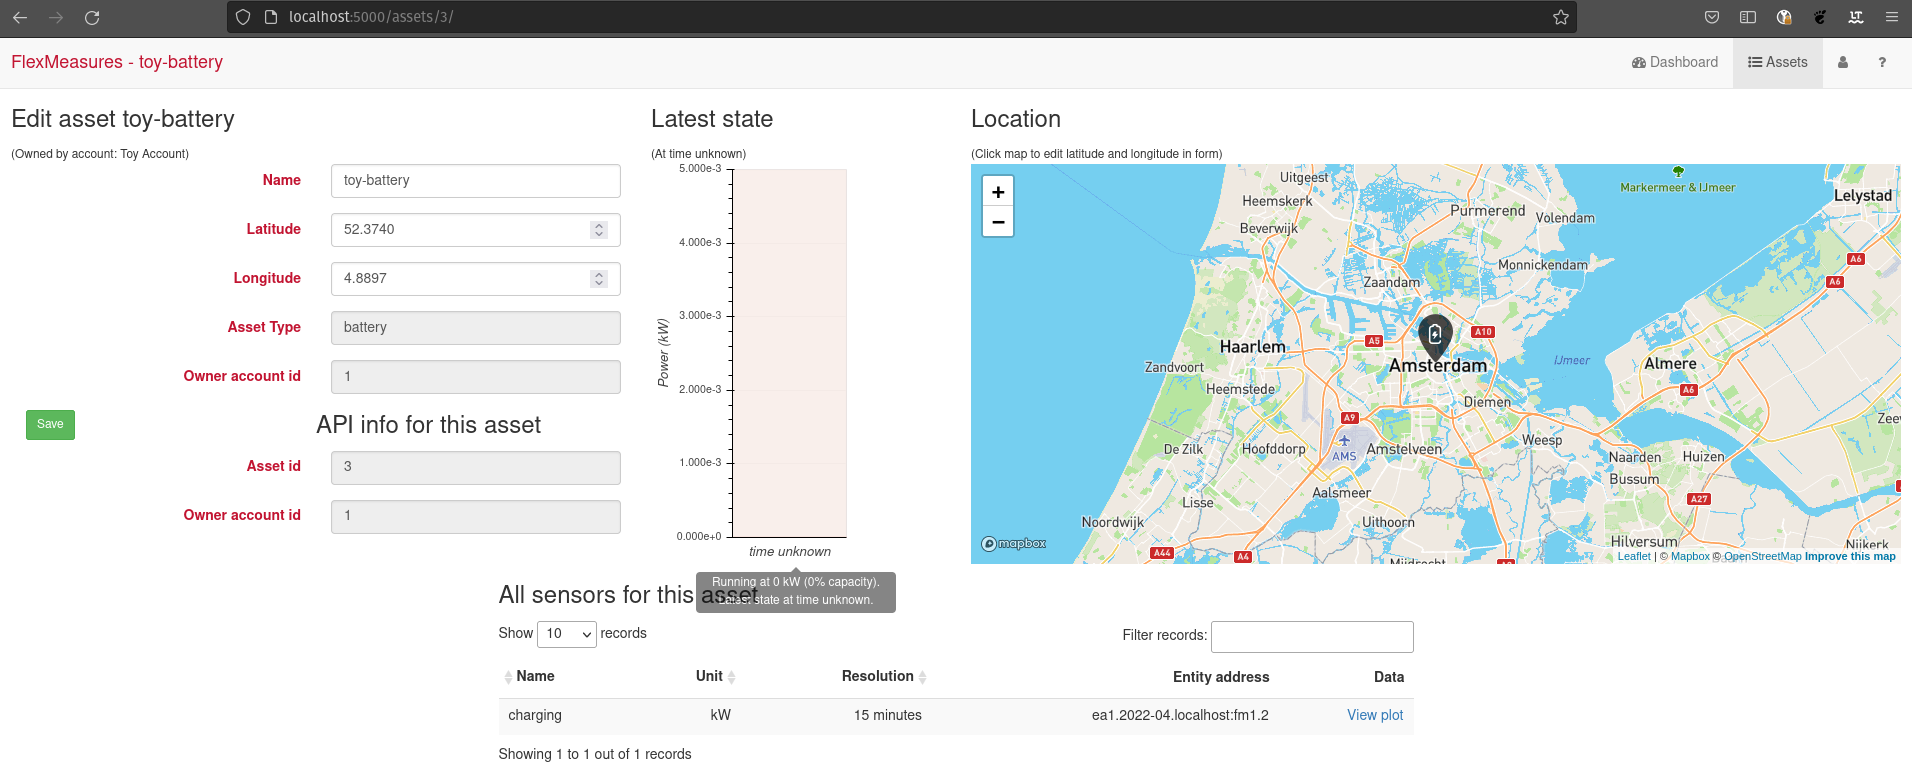 localhost:5000/assets/3/
FlexMeasures - toy-battery
Dashboard
Assets
?
Edit asset toy-battery
(Owned by account: Toy Account)
Name
toy-battery
Latitude
52.3740
Longitude
4.8897
Asset Type
battery
Owner account id
1
Save
API info for this asset
Asset id
3
Owner account id
1
Latest state
(At time unknown)
5.000e-3
4.000e-3
3.000e-3
2.000e-3
1.000e-3
0.000e+0
Power (kW)
time unknown
Running at 0 kW (0% capacity).
Latest state at time unknown.
Location
(Click map to edit latitude and longitude in form)
+
−
Uitgeest
Markermeer & IJmeer
Lelystad
Heemskerk
Purmerend
Volendam
Beverwijk
Monnickendam
A6
Zaandam
A6
A10
A5
Haarlem
IJmeer
Amsterdam
Almere
Zandvoort
Heemstede
A6
Diemen
A9
Zee
Weesp
De Zilk
Hoofddorp
AMS
Amstelveen
Naarden
Huizen
Bussum
Aalsmeer
Lisse
A27
Noordwijk
Uithoorn
Hilversum
Nijkerk
mapbox
A44
A4
Mijdrecht
Leaflet | © Mapbox © OpenStreetMap Improve this map
All sensors for this asset
Show 10 records
Filter records:
Name Unit Resolution Entity address Data
charging kW 15 minutes ea1.2022-04.localhost:fm1.2 View plot
Showing 1 to 1 out of 1 records